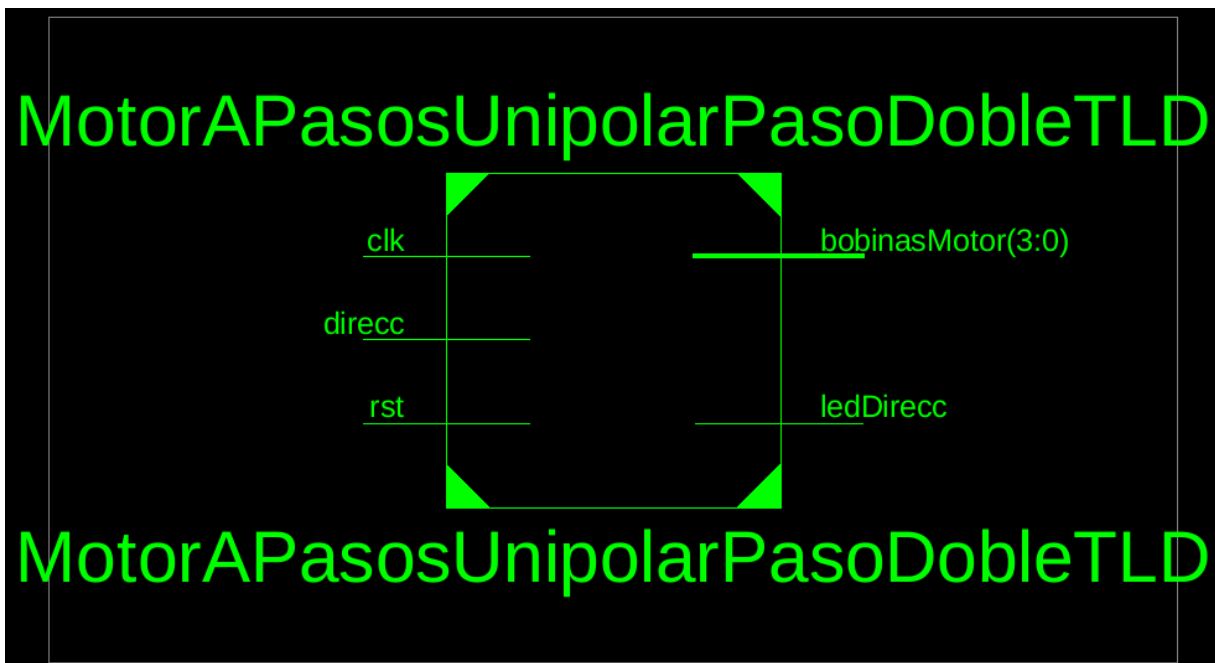 MotorAPasosUnipolarPasoDobleTLD
clk
bobinasMotor(3:0)
direcc
rst
ledDirecc
MotorAPasosUnipolarPasoDobleTLD